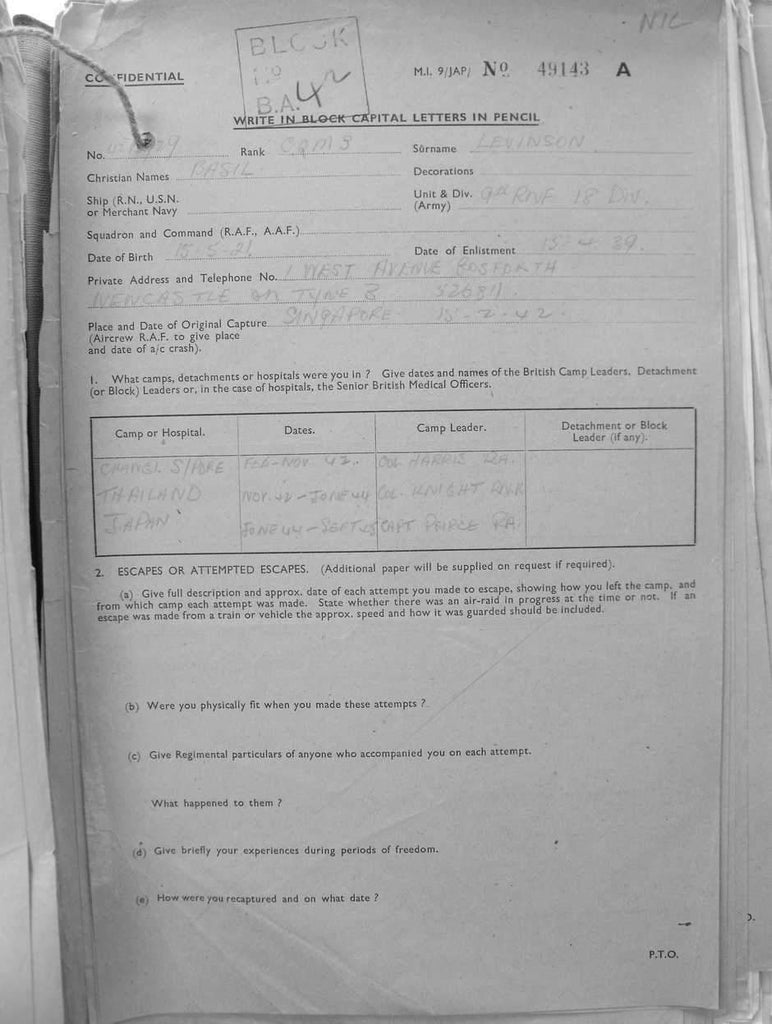 NIL
BLOCK
No
B.A. 42
CONFIDENTIAL
M.I. 9/JAP/ No. 49143 A
WRITE IN BLOCK CAPITAL LETTERS IN PENCIL
No. Rank CQMS Surname LEVINSON
Christian Names BASIL Decorations
Ship (R.N., U.S.N. or Merchant Navy
Unit & Div. (Army) 9th RNF 18 DIV.
Squadron and Command (R.A.F., A.A.F.)
Date of Birth 15-5-21 Date of Enlistment 15-4-39.
Private Address and Telephone No. 1 WEST AVENUE GOSFORTH
NEWCASTLE ON TYNE 3 52681
Place and Date of Original Capture SINGAPORE 15-2-42.
(Aircrew R.A.F. to give place
and date of a/c crash).
1. What camps, detachments or hospitals were you in ? Give dates and names of the British Camp Leaders, Detachment
(or Block) Leaders or, in the case of hospitals, the Senior British Medical Officers.
Camp or Hospital. Dates. Camp Leader. Detachment or Block Leader (if any).
CHANGI S/PORE FEB-NOV 42. COL HARRIS RA.
THAILAND NOV. 42-JUNE 44 COL. KNIGHT
JAPAN JUNE 44-SEPT 45 CAPT PEIRCE RA
2. ESCAPES OR ATTEMPTED ESCAPES. (Additional paper will be supplied on request if required).
(a) Give full description and approx. date of each attempt you made to escape, showing how you left the camp, and
from which camp each attempt was made. State whether there was an air-raid in progress at the time or not. If an
escape was made from a train or vehicle the approx. speed and how it was guarded should be included.
(b) Were you physically fit when you made these attempts ?
(c) Give Regimental particulars of anyone who accompanied you on each attempt.
What happened to them ?
(d) Give briefly your experiences during periods of freedom.
(e) How were you recaptured and on what date ?
P.T.O.